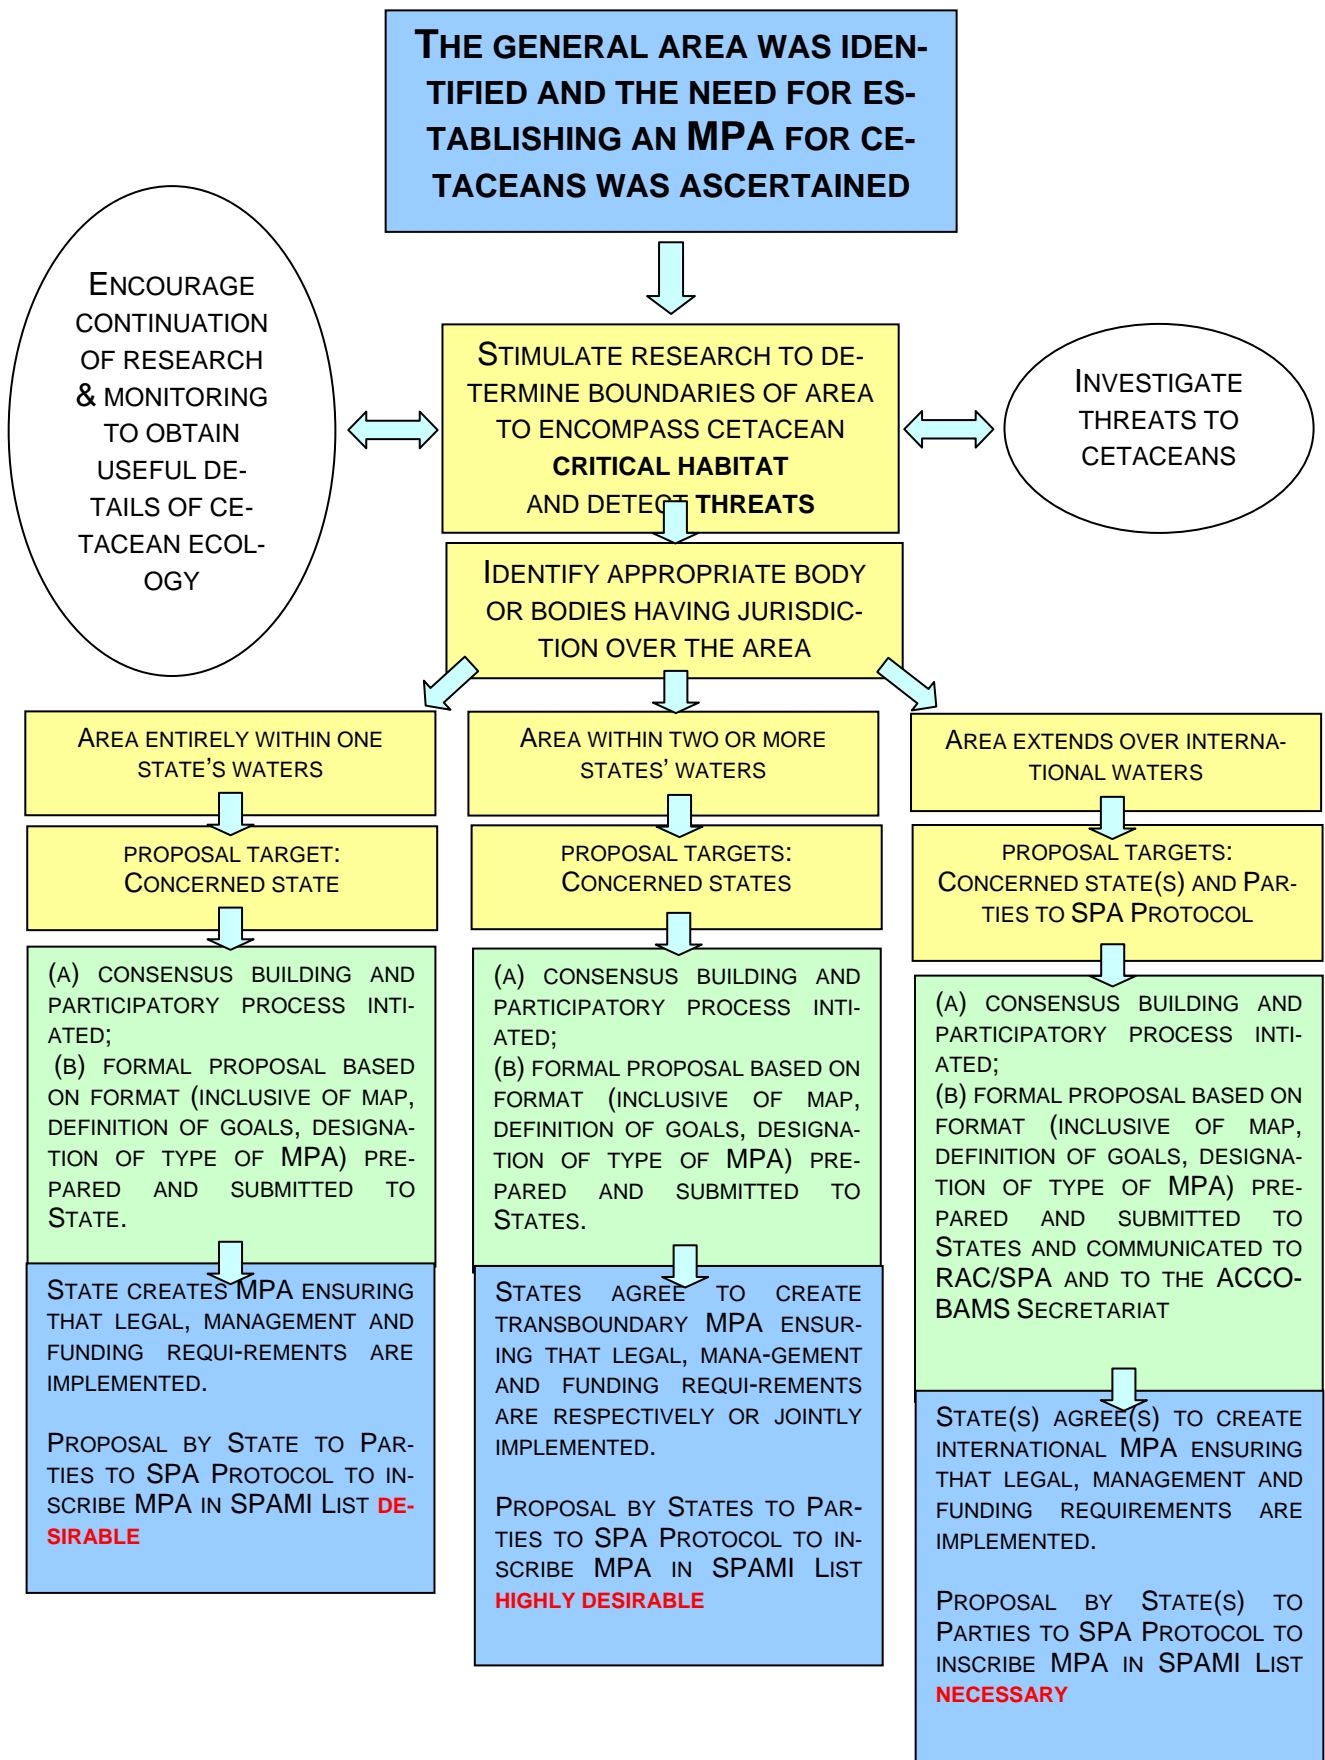 THE GENERAL AREA WAS IDEN-
TIFIED AND THE NEED FOR ES-
TABLISHING AN MPA FOR CE-
TACEANS WAS ASCERTAINED
ENCOURAGE
CONTINUATION
OF RESEARCH
& MONITORING
TO OBTAIN
USEFUL DE-
TAILS OF CE-
TACEAN ECOL-
OGY
STIMULATE RESEARCH TO DE-
TERMINE BOUNDARIES OF AREA
TO ENCOMPASS CETACEAN
CRITICAL HABITAT
AND DETECT THREATS
INVESTIGATE
THREATS TO
CETACEANS
IDENTIFY APPROPRIATE BODY
OR BODIES HAVING JURISDIC-
TION OVER THE AREA
AREA ENTIRELY WITHIN ONE
STATE'S WATERS
PROPOSAL TARGET:
CONCERNED STATE
(A) CONSENSUS BUILDING AND
PARTICIPATORY PROCESS INTI-
ATED;
(B) FORMAL PROPOSAL BASED
ON FORMAT (INCLUSIVE OF MAP,
DEFINITION OF GOALS, DESIGNA-
TION OF TYPE OF MPA) PRE-
PARED AND SUBMITTED TO
STATE.
STATE CREATES MPA ENSURING
THAT LEGAL, MANAGEMENT AND
FUNDING REQUI-REMENTS ARE
IMPLEMENTED.
PROPOSAL BY STATE TO PAR-
TIES TO SPA PROTOCOL TO IN-
SCRIBE MPA IN SPAMI LIST DE-
SIRABLE
AREA WITHIN TWO OR MORE
STATES' WATERS
PROPOSAL TARGETS:
CONCERNED STATES
(A) CONSENSUS BUILDING AND
PARTICIPATORY PROCESS INTI-
ATED;
(B) FORMAL PROPOSAL BASED ON
FORMAT (INCLUSIVE OF MAP,
DEFINITION OF GOALS, DESIGNA-
TION OF TYPE OF MPA) PRE-
PARED AND SUBMITTED TO
STATES.
STATES AGREE TO CREATE
TRANSBOUNDARY MPA ENSUR-
ING THAT LEGAL, MANA-GEMENT
AND FUNDING REQUI-REMENTS
ARE RESPECTIVELY OR JOINTLY
IMPLEMENTED.
PROPOSAL BY STATES TO PAR-
TIES TO SPA PROTOCOL TO IN-
SCRIBE MPA IN SPAMI LIST
HIGHLY DESIRABLE
AREA EXTENDS OVER INTERNA-
TIONAL WATERS
PROPOSAL TARGETS:
CONCERNED STATE(S) AND PAR-
TIES TO SPA PROTOCOL
(A) CONSENSUS BUILDING AND
PARTICIPATORY PROCESS INTI-
ATED;
(B) FORMAL PROPOSAL BASED ON
FORMAT (INCLUSIVE OF MAP,
DEFINITION OF GOALS, DESIGNA-
TION OF TYPE OF MPA) PRE-
PARED AND SUBMITTED TO
STATES AND COMMUNICATED TO
RAC/SPA AND TO THE ACCO-
BAMS SECRETARIAT
STATE(S) AGREE(S) TO CREATE
INTERNATIONAL MPA ENSURING
THAT LEGAL, MANAGEMENT AND
FUNDING REQUIREMENTS ARE
IMPLEMENTED.
PROPOSAL BY STATE(S) TO
PARTIES TO SPA PROTOCOL TO
INSCRIBE MPA IN SPAMI LIST
NECESSARY